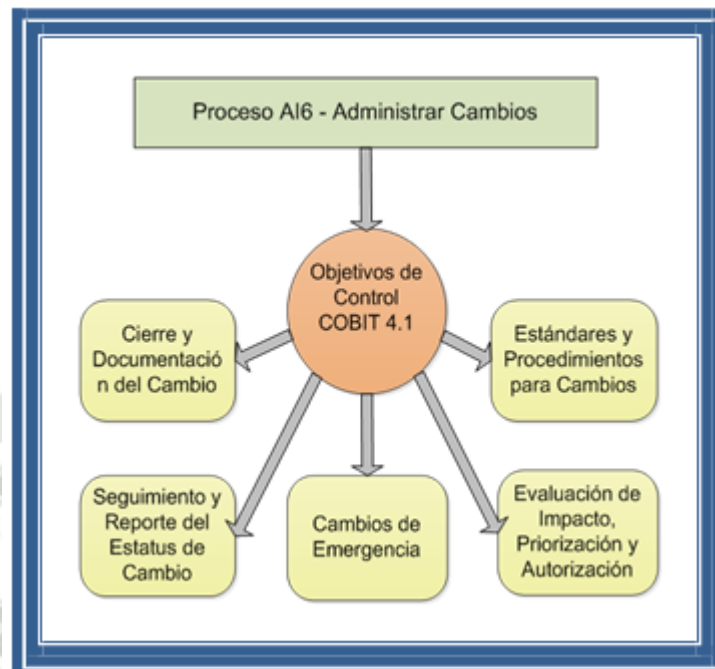 Proceso AI6 - Administrar Cambios
Objetivos de
Control
COBIT 4.1
Cierre y
Documentació
n del Cambio
Estándares y
Procedimientos
para Cambios
Seguimiento y
Reporte del
Estatus de
Cambio
Cambios de
Emergencia
Evaluación de
Impacto,
Priorización y
Autorización